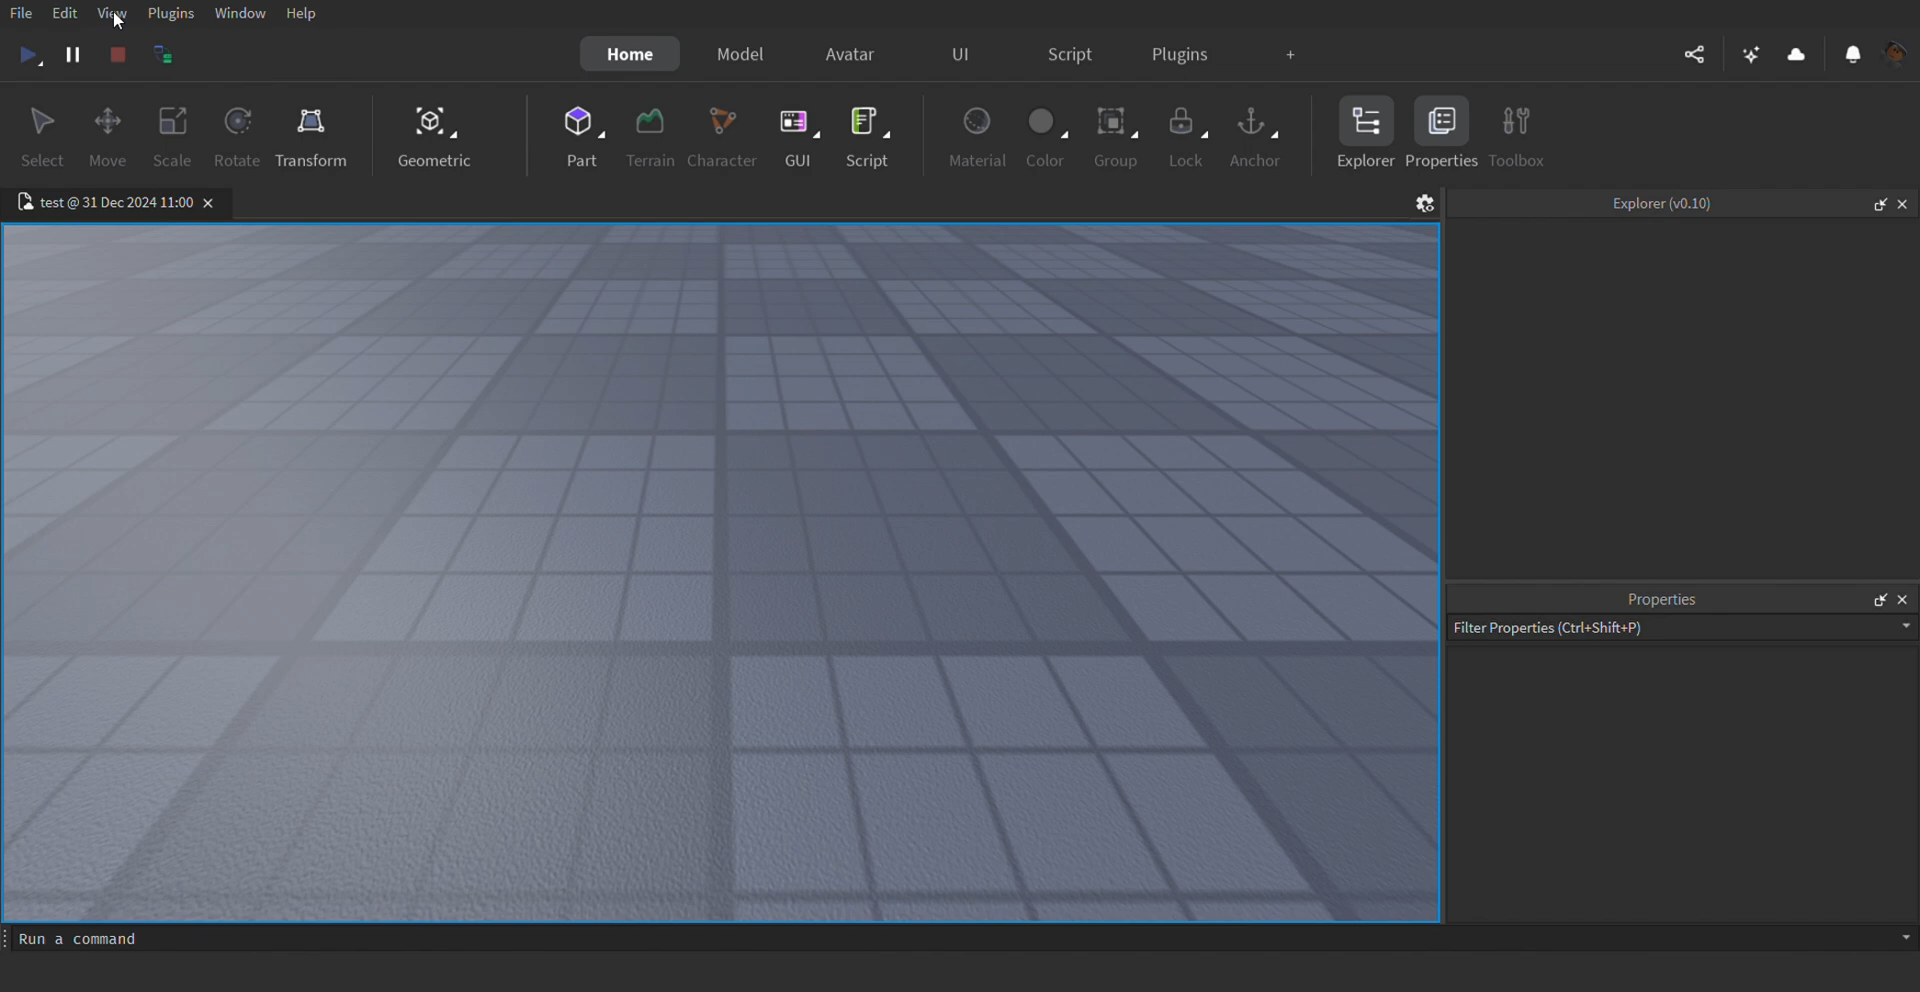 File Edit View Plugins Window Help
Home Model Avatar UI Script Plugins +
Select Move Scale Rotate Transform Geometric Part Terrain Character GUI Script Material Color Group Lock Anchor Explorer Properties Toolbox
test @ 31 Dec 2024 11:00
Explorer (v0.10)
Properties
Filter Properties (Ctrl+Shift+P)
Run a command